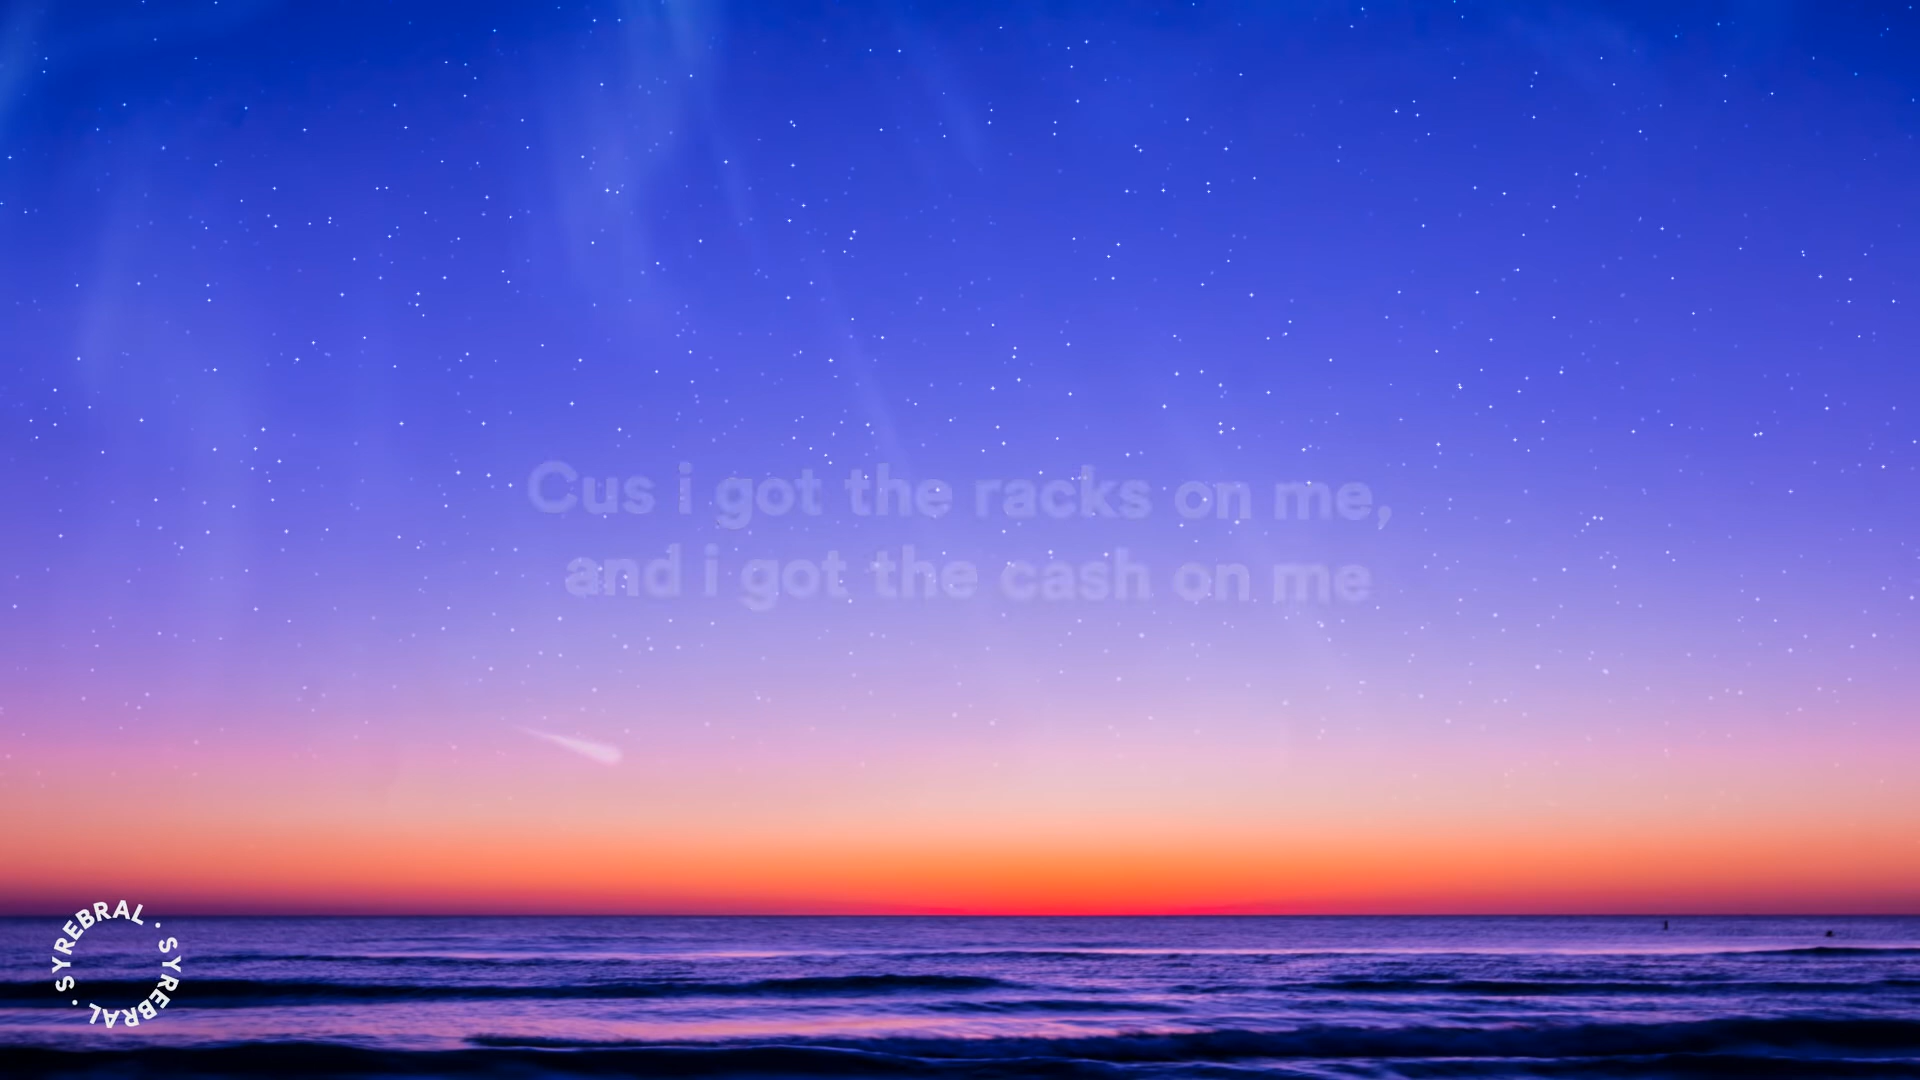 Cus i got the racks on me,
and i got the cash on me
SYREBRAL · SYREBRAL ·